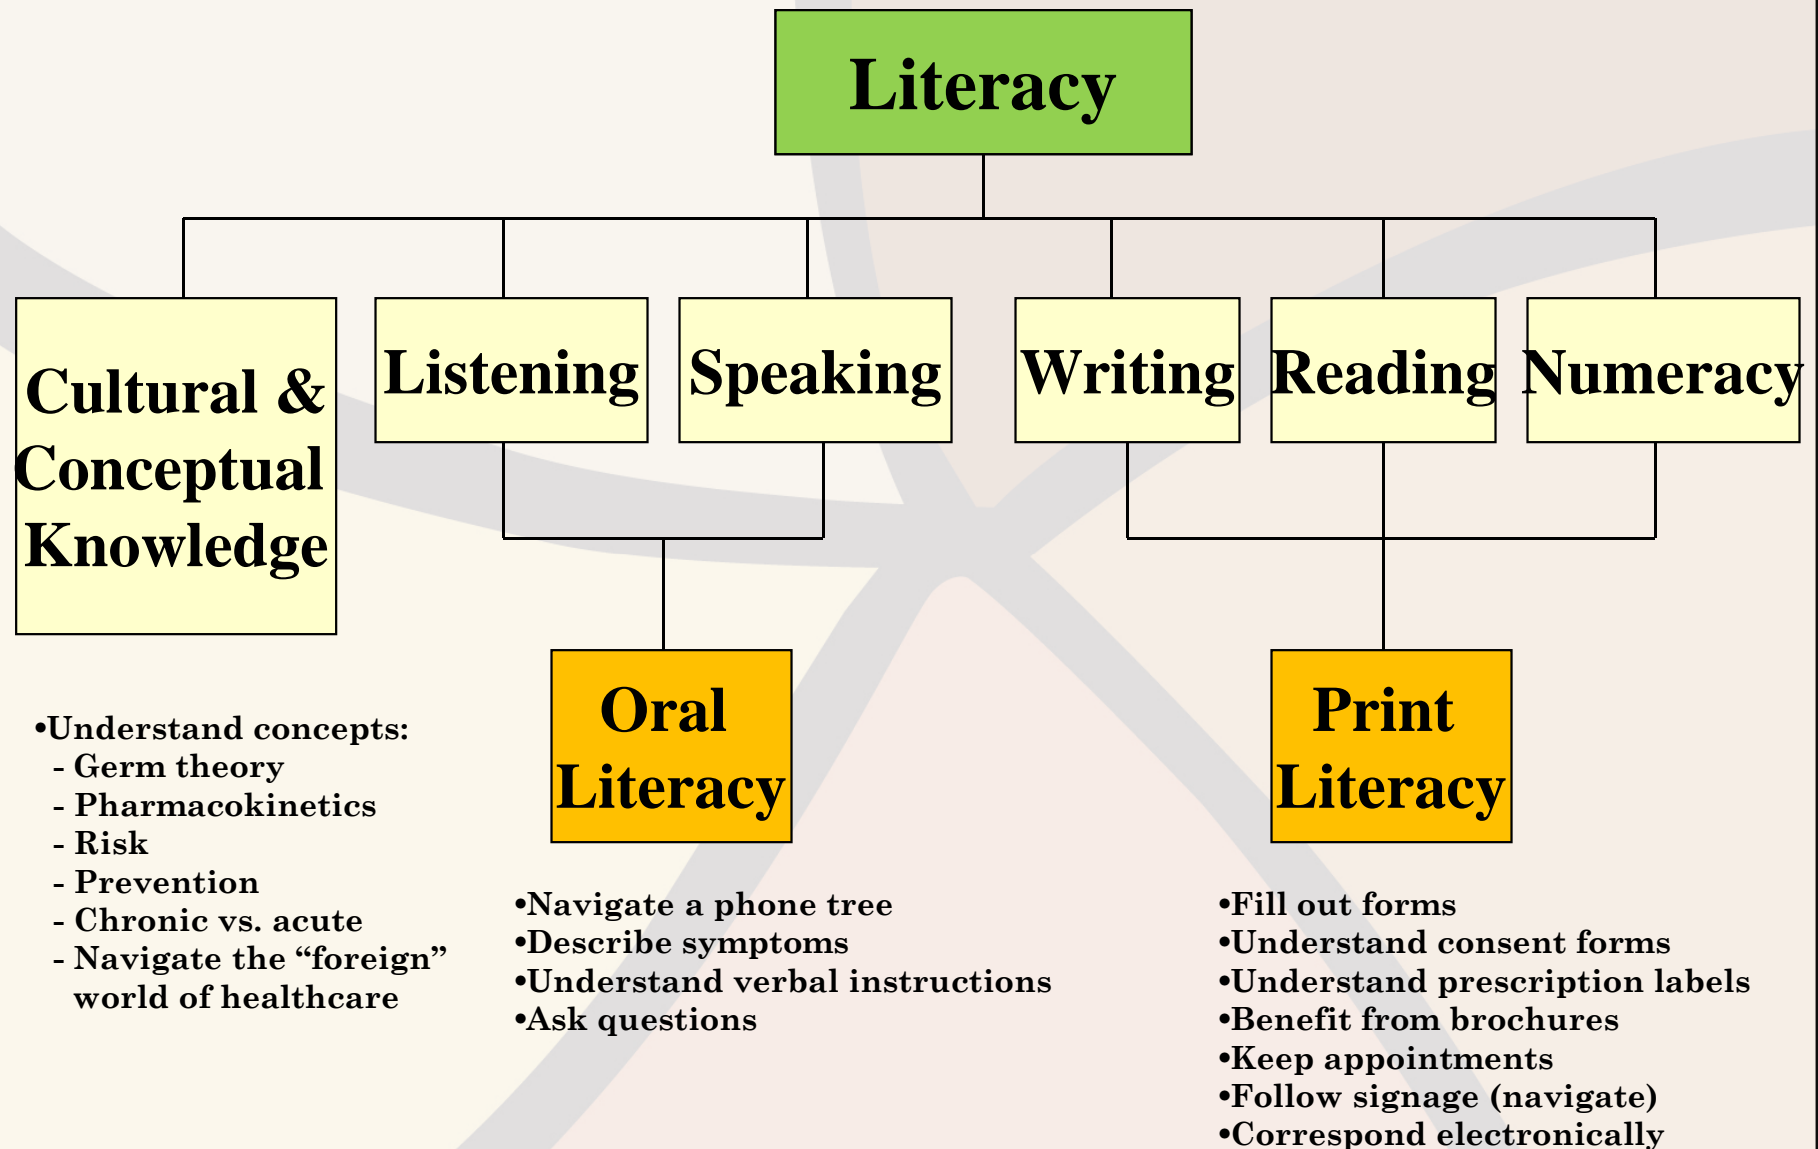 Literacy
Cultural &
Conceptual
Knowledge
Listening
Speaking
Writing
Reading
Numeracy
Oral
Literacy
Print
Literacy
•Understand concepts:
- Germ theory
- Pharmacokinetics
- Risk
- Prevention
- Chronic vs. acute
- Navigate the “foreign”
world of healthcare
•Navigate a phone tree
•Describe symptoms
•Understand verbal instructions
•Ask questions
•Fill out forms
•Understand consent forms
•Understand prescription labels
•Benefit from brochures
•Keep appointments
•Follow signage (navigate)
•Correspond electronically